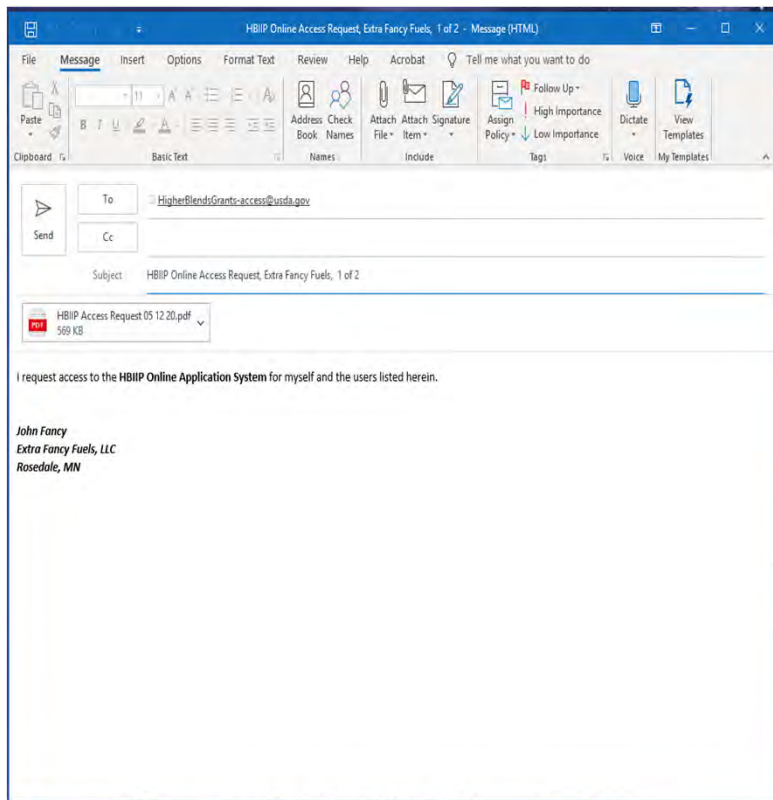 HBIIP Online Access Request, Extra Fancy Fuels, 1 of 2 - Message (HTML)
File Message Insert Options Format Text Review Help Acrobat Tell me what you want to do
Paste
Clipboard
11 A A
B I U A
Basic Text
Address Book
Check Names
Names
Attach File
Attach Item
Signature
Include
Assign Policy
Follow Up
High Importance
Low Importance
Tags
Dictate
Voice
View Templates
My Templates
Send
To HigherBlendsGrants-access@usda.gov
Cc
Subject HBIIP Online Access Request, Extra Fancy Fuels, 1 of 2
PDF
HBIIP Access Request 05 12 20.pdf
569 KB
I request access to the HBIIP Online Application System for myself and the users listed herein.
John Fancy
Extra Fancy Fuels, LLC
Rosedale, MN